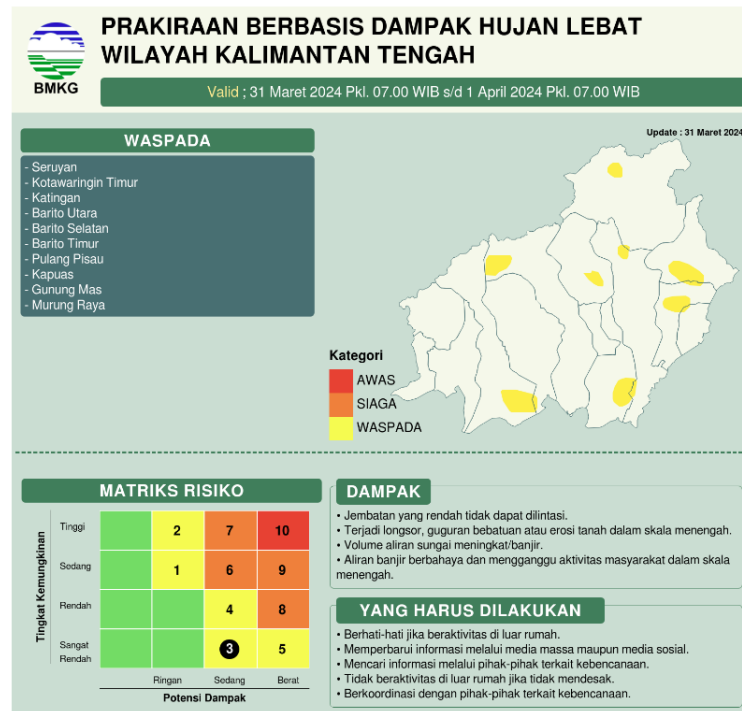 PRAKIRAAN BERBASIS DAMPAK HUJAN LEBAT
WILAYAH KALIMANTAN TENGAH
BMKG
Valid ; 31 Maret 2024 Pkl. 07.00 WIB s/d 1 April 2024 Pkl. 07.00 WIB
WASPADA
- Seruyan
- Kotawaringin Timur
- Katingan
- Barito Utara
- Barito Selatan
- Barito Timur
- Pulang Pisau
- Kapuas
- Gunung Mas
- Murung Raya
Update : 31 Maret 2024
Kategori
AWAS
SIAGA
WASPADA
MATRIKS RISIKO
Tingkat Kemungkinan
Tinggi 2 7 10
Sedang 1 6 9
Rendah 4 8
Sangat Rendah 3 5
Ringan Sedang Berat
Potensi Dampak
DAMPAK
• Jembatan yang rendah tidak dapat dilintasi.
• Terjadi longsor, guguran bebatuan atau erosi tanah dalam skala menengah.
• Volume aliran sungai meningkat/banjir.
• Aliran banjir berbahaya dan mengganggu aktivitas masyarakat dalam skala
menengah.
YANG HARUS DILAKUKAN
• Berhati-hati jika beraktivitas di luar rumah.
• Memperbarui informasi melalui media massa maupun media sosial.
• Mencari informasi melalui pihak-pihak terkait kebencanaan.
• Tidak beraktivitas di luar rumah jika tidak mendesak.
• Berkoordinasi dengan pihak-pihak terkait kebencanaan.